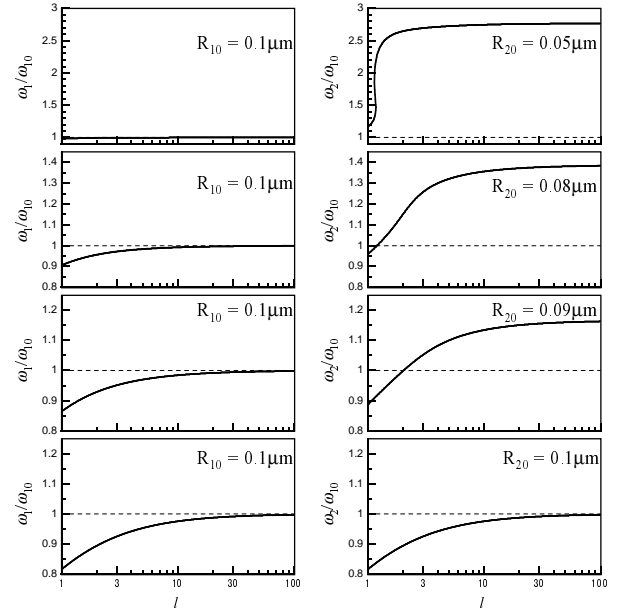 3
2.5
2
1.5
1
ω₁/ω₁₀
R₁₀ = 0.1μm
3
2.5
2
1.5
1
ω₂/ω₁₀
R₂₀ = 0.05μm
1.4
1.3
1.2
1.1
1
0.9
0.8
ω₁/ω₁₀
R₁₀ = 0.1μm
1.4
1.3
1.2
1.1
1
0.9
0.8
ω₂/ω₁₀
R₂₀ = 0.08μm
1.2
1.1
1
0.9
0.8
ω₁/ω₁₀
R₁₀ = 0.1μm
1.2
1.1
1
0.9
0.8
ω₂/ω₁₀
R₂₀ = 0.09μm
1.2
1.1
1
0.9
0.8
ω₁/ω₁₀
R₁₀ = 0.1μm
1 3 10 30 100
l
1.2
1.1
1
0.9
0.8
ω₂/ω₁₀
R₂₀ = 0.1μm
1 3 10 30 100
l